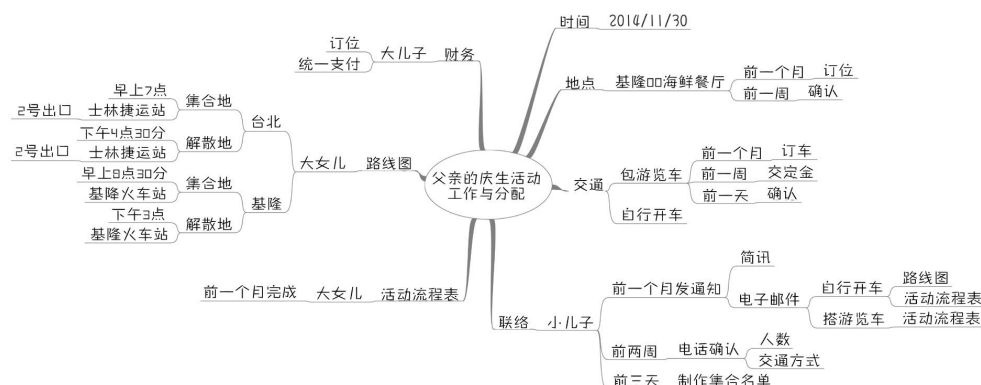 父亲的庆生活动
工作与分配
时间
2014/11/30
地点
基隆□□海鲜餐厅
前一个月
订位
前一周
确认
交通
包游览车
前一个月
订车
前一周
交定金
前一天
确认
自行开车
联络
小儿子
前一个月发通知
简讯
电子邮件
自行开车
路线图
活动流程表
搭游览车
活动流程表
前两周
电话确认
人数
交通方式
前三天
制作集合名单
活动流程表
大女儿
前一个月完成
路线图
大女儿
台北
集合地
早上7点
士林捷运站
2号出口
解散地
下午4点30分
士林捷运站
2号出口
基隆
集合地
早上8点30分
基隆火车站
解散地
下午3点
基隆火车站
财务
大儿子
订位
统一支付